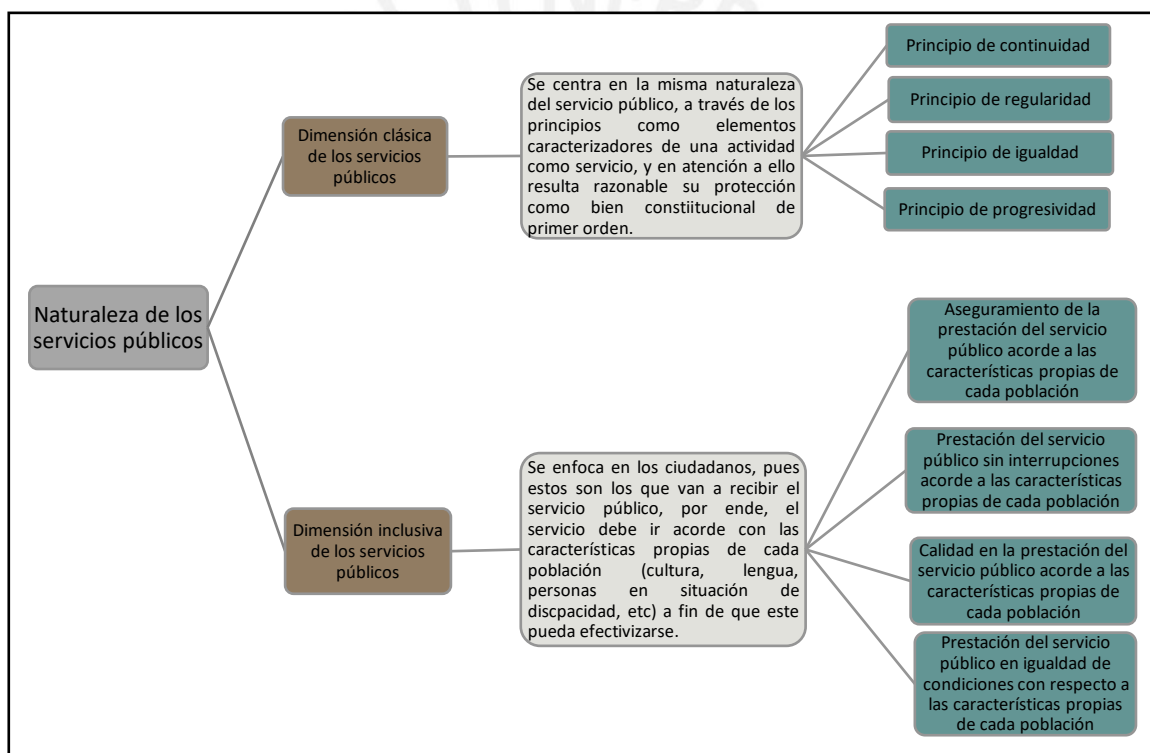 Naturaleza de los
servicios públicos
Dimensión clásica
de los servicios
públicos
Se centra en la misma naturaleza
del servicio público, a través de los
principios como elementos
caracterizadores de una actividad
como servicio, y en atención a ello
resulta razonable su protección
como bien constiitucional de
primer orden.
Principio de continuidad
Principio de regularidad
Principio de igualdad
Principio de progresividad
Dimensión inclusiva
de los servicios
públicos
Se enfoca en los ciudadanos, pues
estos son los que van a recibir el
servicio público, por ende, el
servicio debe ir acorde con las
características propias de cada
población (cultura, lengua,
personas en situación de
discpacidad, etc) a fin de que este
pueda efectivizarse.
Aseguramiento de la
prestación del servicio
público acorde a las
características propias de
cada población
Prestación del servicio
público sin interrupciones
acorde a las características
propias de cada población
Calidad en la prestación del
servicio público acorde a las
características propias de
cada población
Prestación del servicio
público en igualdad de
condiciones con respecto a
las características propias
de cada población